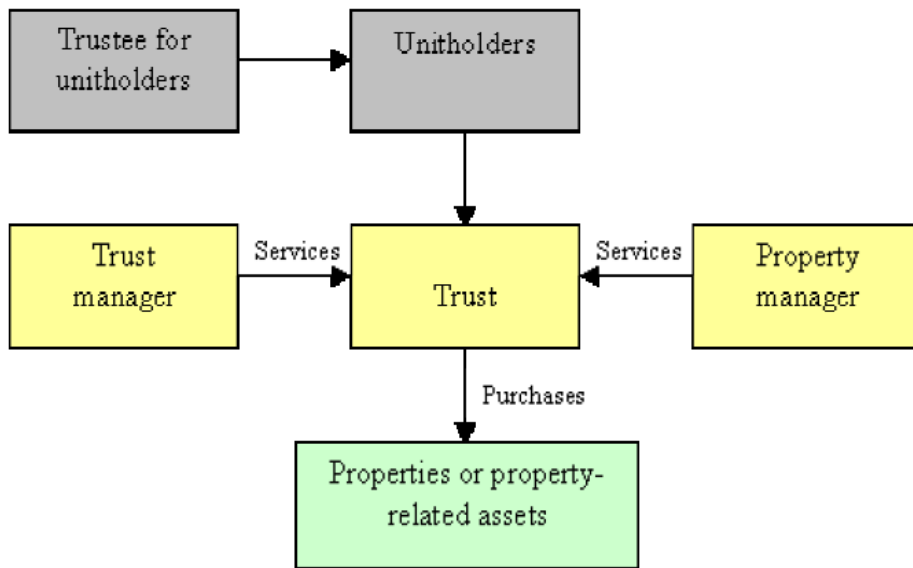 Trustee for
unitholders
Unitholders
Trust
manager
Services
Trust
Services
Property
manager
Purchases
Properties or property-
related assets